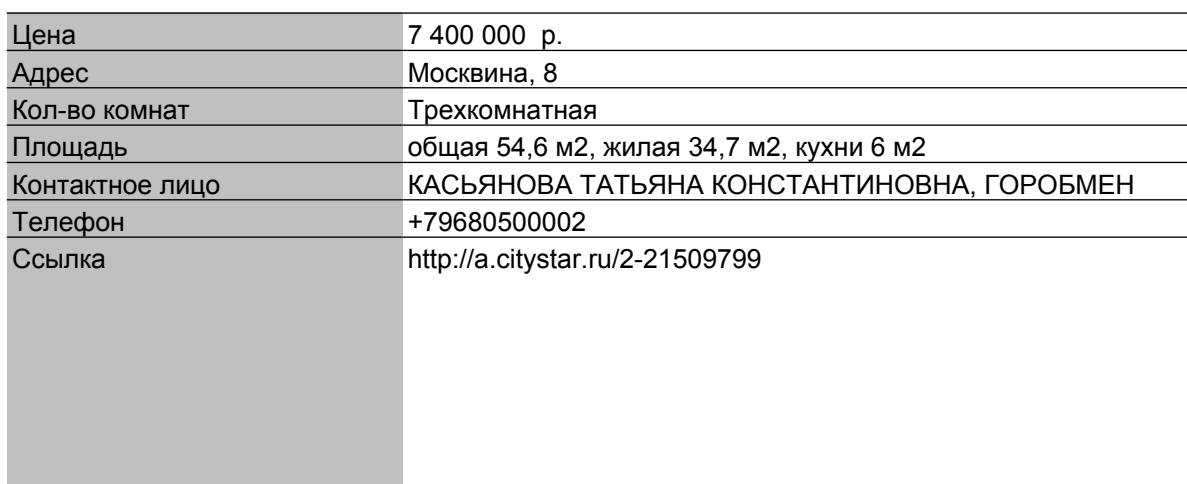 Цена 7 400 000 р.
Адрес Москвина, 8
Кол-во комнат Трехкомнатная
Площадь общая 54,6 м2, жилая 34,7 м2, кухни 6 м2
Контактное лицо КАСЬЯНОВА ТАТЬЯНА КОНСТАНТИНОВНА, ГОРОБМЕН
Телефон +79680500002
Ссылка http://a.citystar.ru/2-21509799